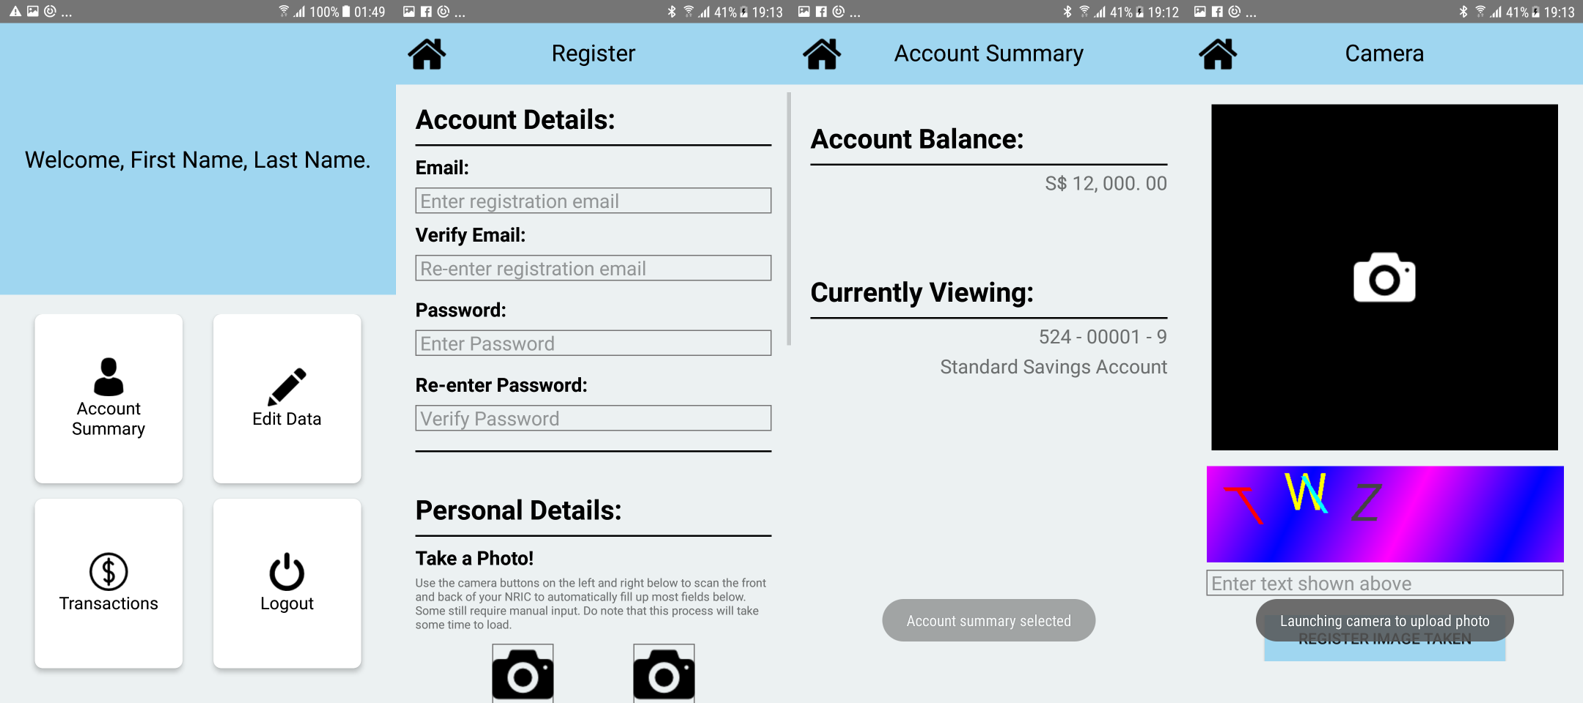 ... 100% 01:49
Welcome, First Name, Last Name.
Account
Summary
Edit Data
Transactions
Logout
... 41% 19:13
Register
Account Details:
Email:
Enter registration email
Verify Email:
Re-enter registration email
Password:
Enter Password
Re-enter Password:
Verify Password
Personal Details:
Take a Photo!
Use the camera buttons on the left and right below to scan the front
and back of your NRIC to automatically fill up most fields below.
Some still require manual input. Do note that this process will take
some time to load.
... 41% 19:12
Account Summary
Account Balance:
S$ 12, 000. 00
Currently Viewing:
524 - 00001 - 9
Standard Savings Account
Account summary selected
... 41% 19:13
Camera
T W Z
Enter text shown above
Launching camera to upload photo
REGISTER IMAGE TAKEN